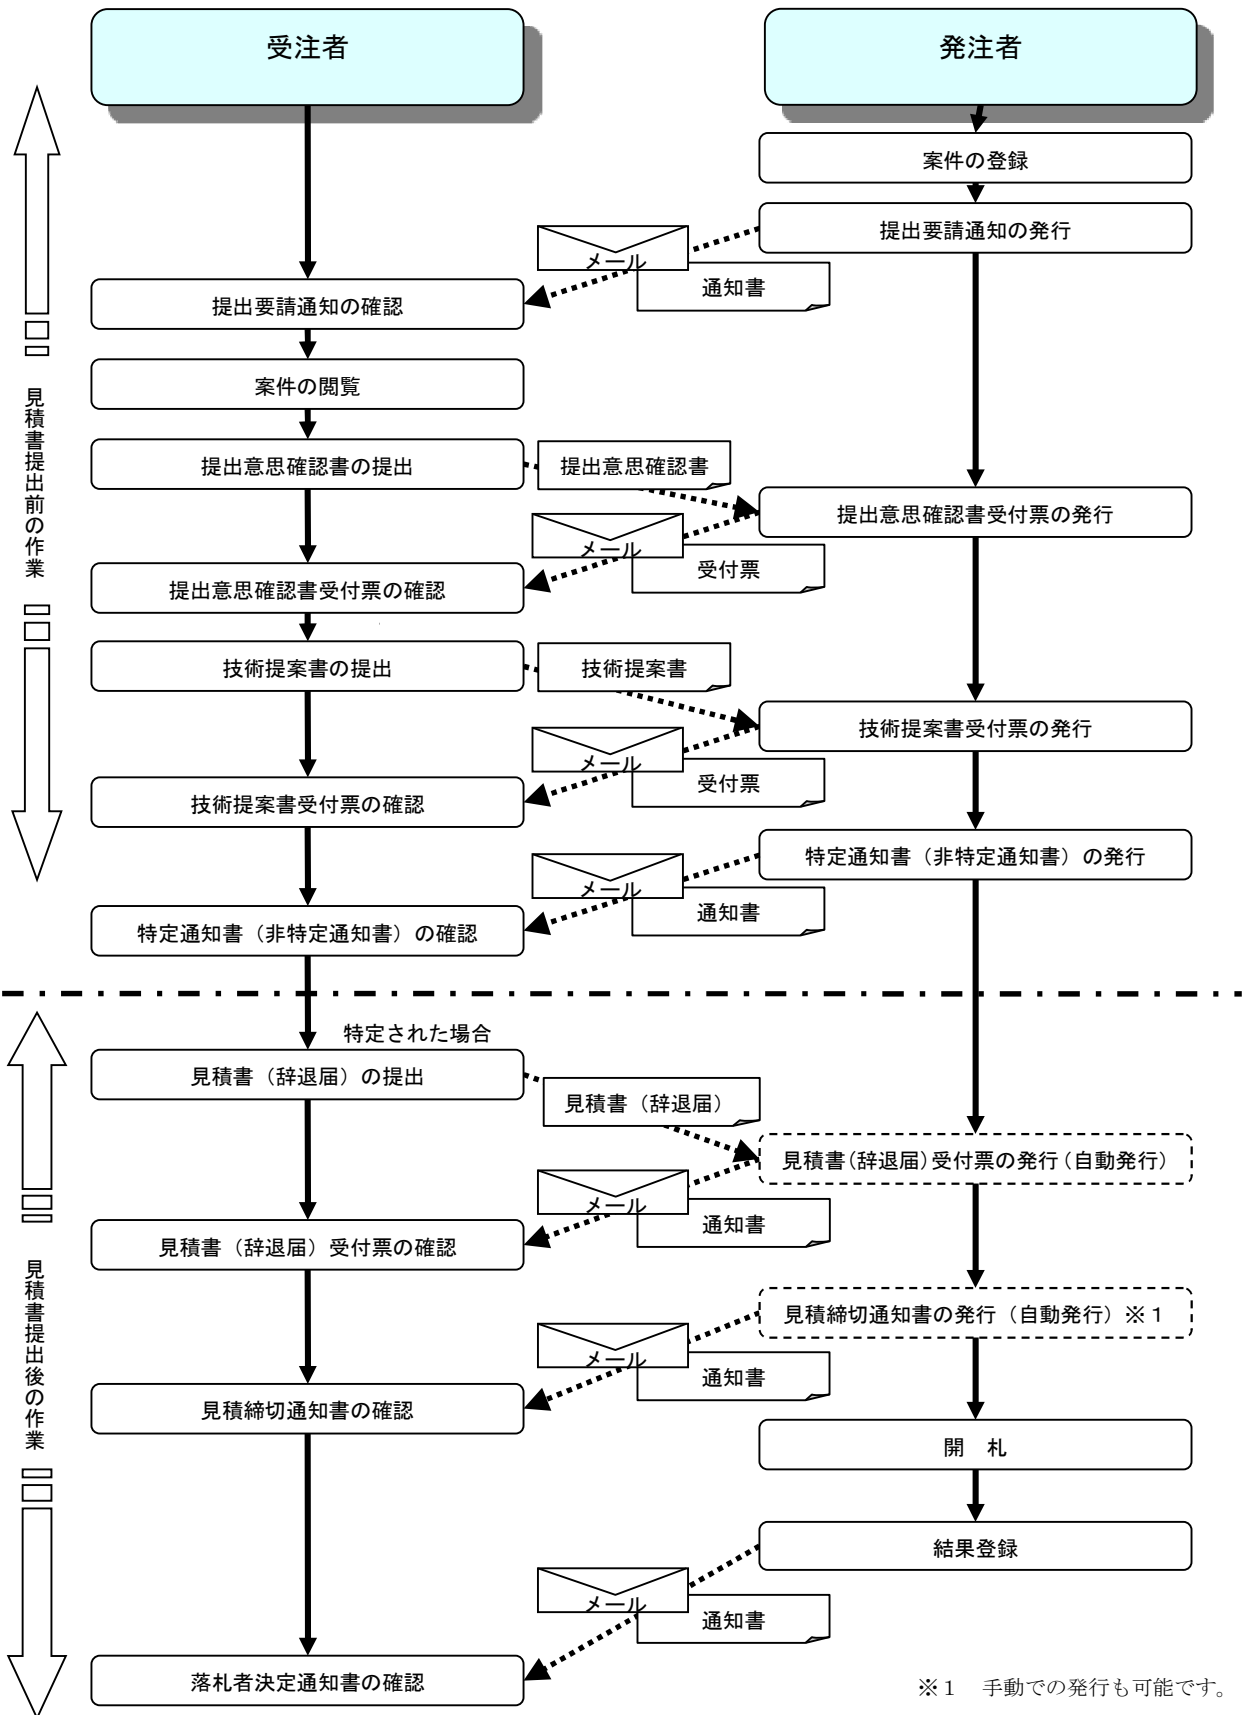 受注者
発注者
案件の登録
提出要請通知の発行
メール
通知書
提出要請通知の確認
案件の閲覧
提出意思確認書の提出
提出意思確認書
提出意思確認書受付票の発行
メール
受付票
提出意思確認書受付票の確認
技術提案書の提出
技術提案書
技術提案書受付票の発行
メール
受付票
技術提案書受付票の確認
特定通知書（非特定通知書）の発行
メール
通知書
特定通知書（非特定通知書）の確認
見積書提出前の作業
特定された場合
見積書（辞退届）の提出
見積書（辞退届）
見積書(辞退届)受付票の発行(自動発行)
メール
通知書
見積書（辞退届）受付票の確認
見積締切通知書の発行（自動発行）※１
メール
通知書
見積締切通知書の確認
開　札
結果登録
メール
通知書
落札者決定通知書の確認
見積書提出後の作業
※１　手動での発行も可能です。